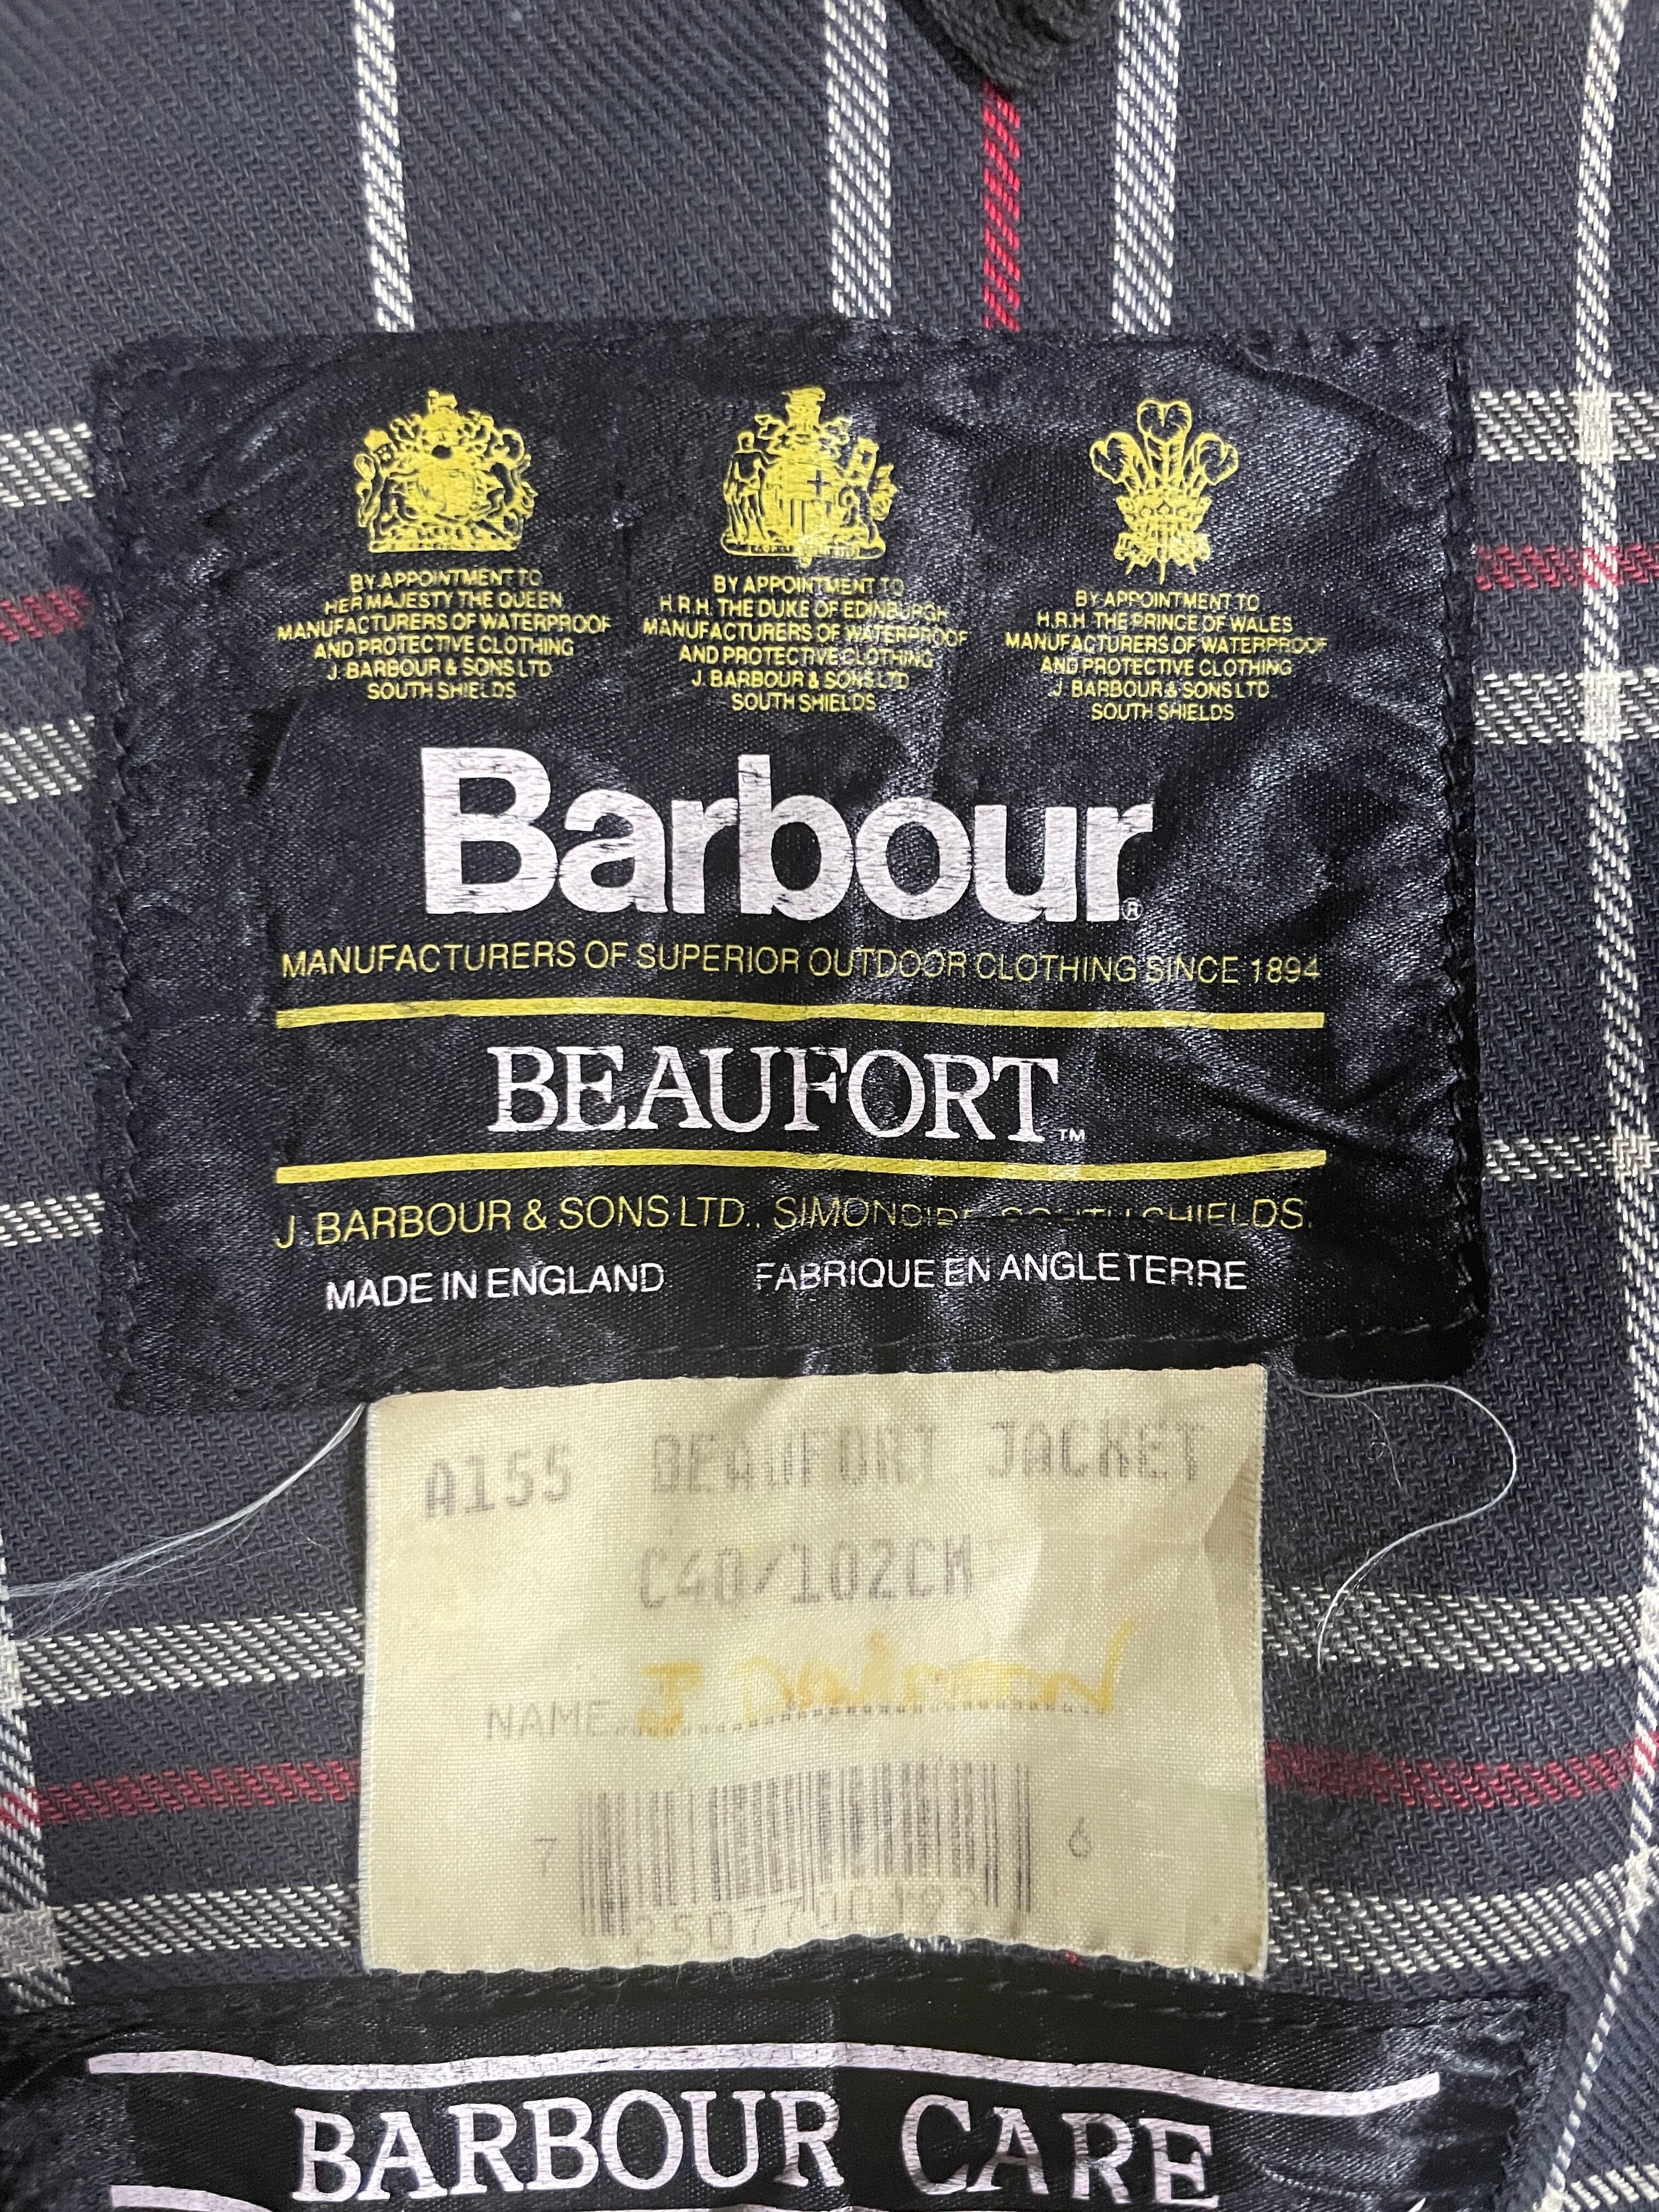 BY APPOINTMENT TO
HER MAJESTY THE QUEEN
MANUFACTURERS OF WATERPROOF
AND PROTECTIVE CLOTHING
J. BARBOUR & SONS LTD
SOUTH SHIELDS
BY APPOINTMENT TO
H.R.H. THE DUKE OF EDINBURGH
MANUFACTURERS OF WATERPROOF
AND PROTECTIVE CLOTHING
J. BARBOUR & SONS LTD
SOUTH SHIELDS
BY APPOINTMENT TO
H.R.H. THE PRINCE OF WALES
MANUFACTURERS OF WATERPROOF
AND PROTECTIVE CLOTHING
J. BARBOUR & SONS LTD
SOUTH SHIELDS
Barbour®
MANUFACTURERS OF SUPERIOR OUTDOOR CLOTHING SINCE 1894
BEAUFORT™
J. BARBOUR & SONS LTD., SIMONSIDE, SOUTH SHIELDS.
MADE IN ENGLAND FABRIQUE EN ANGLETERRE
A155 BEAUFORT JACKET
C40/102CM
NAME J
7 6
BARBOUR CARE